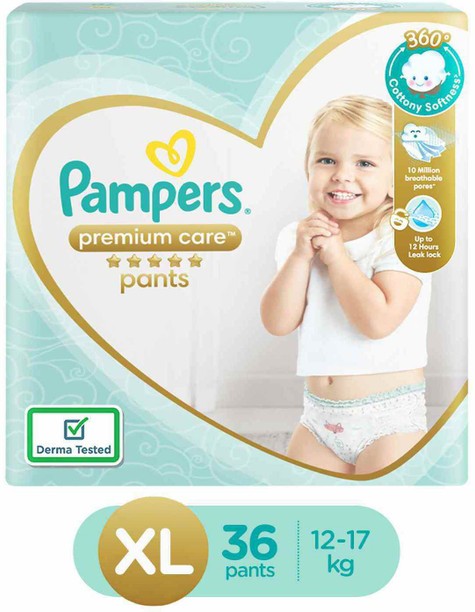 360°
Cottony Softness*
Pampers®
premium care™
pants
10 Million
breathable
pores*
Up to
12 Hours
Leak lock
Derma Tested
XL
36
pants
12-17
kg